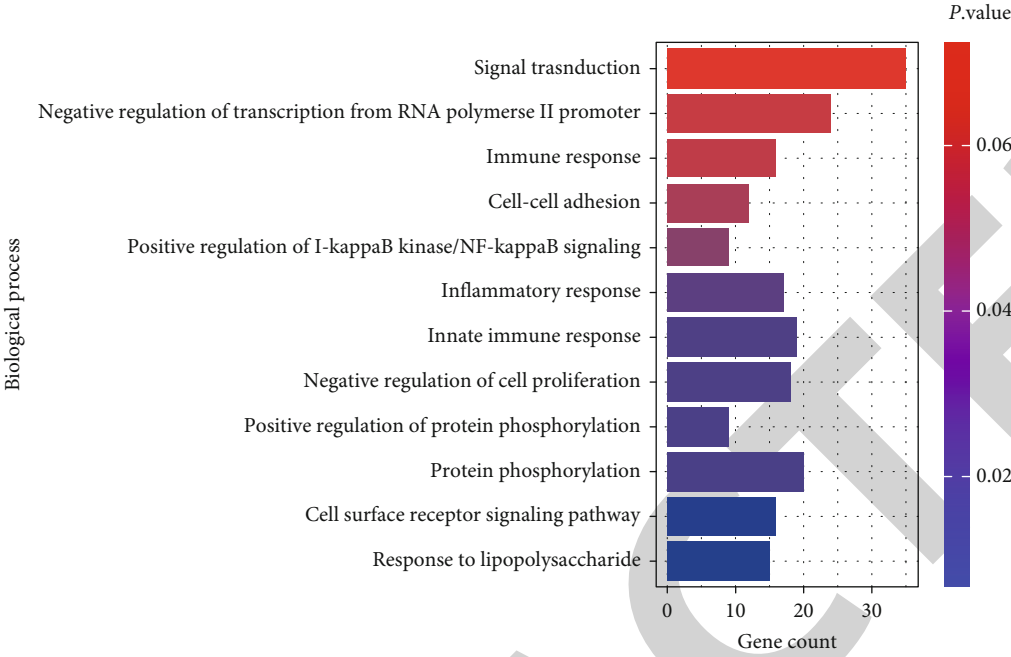 P.value
Signal trasnduction
Negative regulation of transcription from RNA polymerse II promoter
Immune response
Cell-cell adhesion
Positive regulation of I-kappaB kinase/NF-kappaB signaling
Inflammatory response
Innate immune response
Negative regulation of cell proliferation
Positive regulation of protein phosphorylation
Protein phosphorylation
Cell surface receptor signaling pathway
Response to lipopolysaccharide
Biological process
0 10 20 30
Gene count
0.06
0.04
0.02